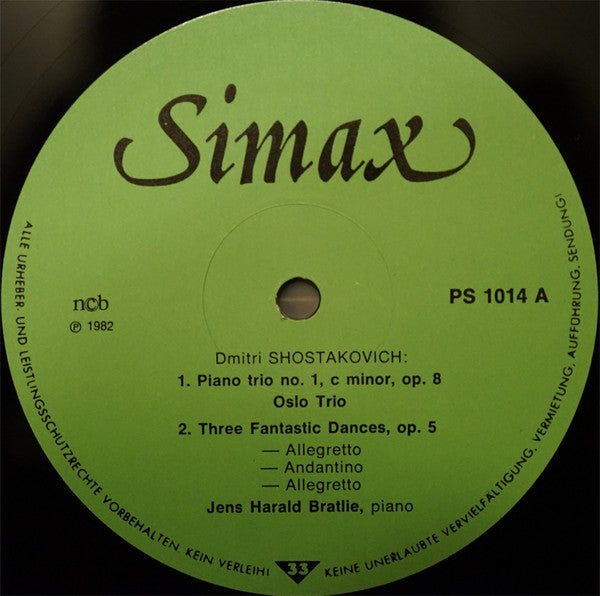 Simax
ncb
℗ 1982
PS 1014 A
Dmitri SHOSTAKOVICH:
1. Piano trio no. 1, c minor, op. 8
Oslo Trio
2. Three Fantastic Dances, op. 5
— Allegretto
— Andantino
— Allegretto
Jens Harald Bratlie, piano
33
ALLE URHEBER- UND LEISTUNGSSCHUTZRECHTE VORBEHALTEN. KEIN VERLEIH! KEINE UNERLAUBTE VERVIELFALTIGUNG, VERMIETUNG, AUFFÜHRUNG, SENDUNG!